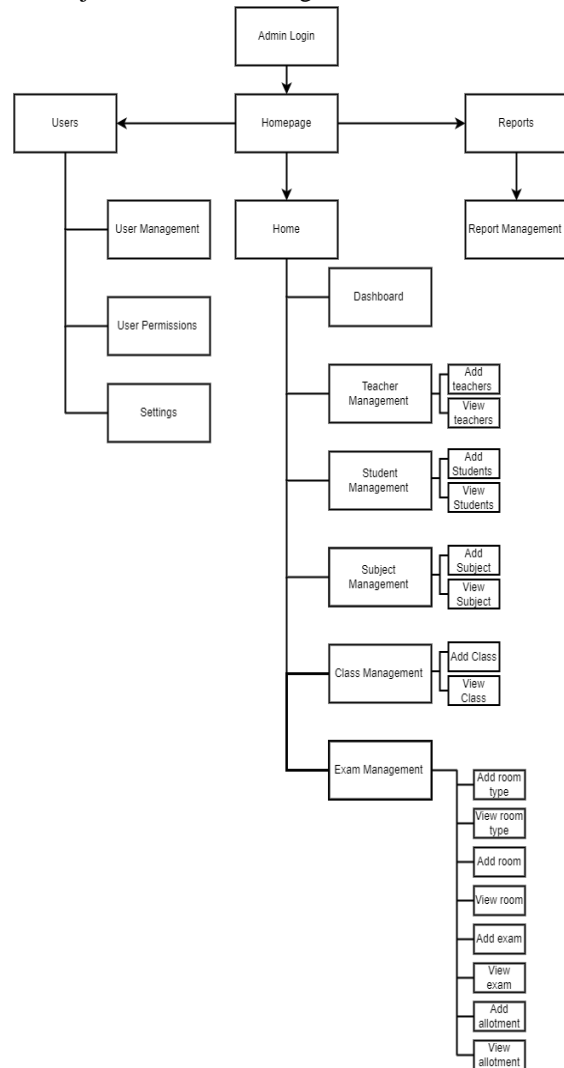 Admin Login
Users
Homepage
Reports
User Management
Home
Report Management
Dashboard
User Permissions
Teacher
Management
Add
teachers
View
teachers
Settings
Student
Management
Add
Students
View
Students
Subject
Management
Add
Subject
View
Subject
Class Management
Add Class
View
Class
Exam Management
Add room
type
View room
type
Add room
View room
Add exam
View
exam
Add
allotment
View
allotment